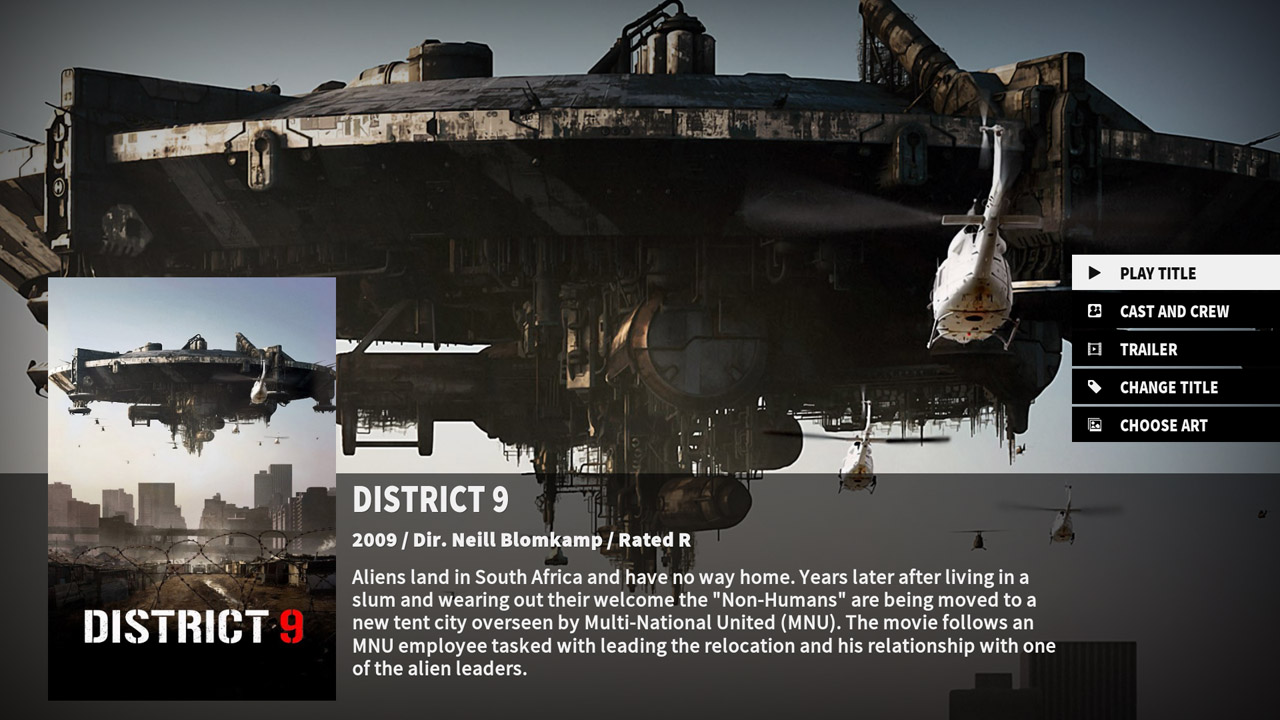 PLAY TITLE
CAST AND CREW
TRAILER
CHANGE TITLE
CHOOSE ART
DISTRICT 9
DISTRICT 9
2009 / Dir. Neill Blomkamp / Rated R
Aliens land in South Africa and have no way home. Years later after living in a
slum and wearing out their welcome the "Non-Humans" are being moved to a
new tent city overseen by Multi-National United (MNU). The movie follows an
MNU employee tasked with leading the relocation and his relationship with one
of the alien leaders.